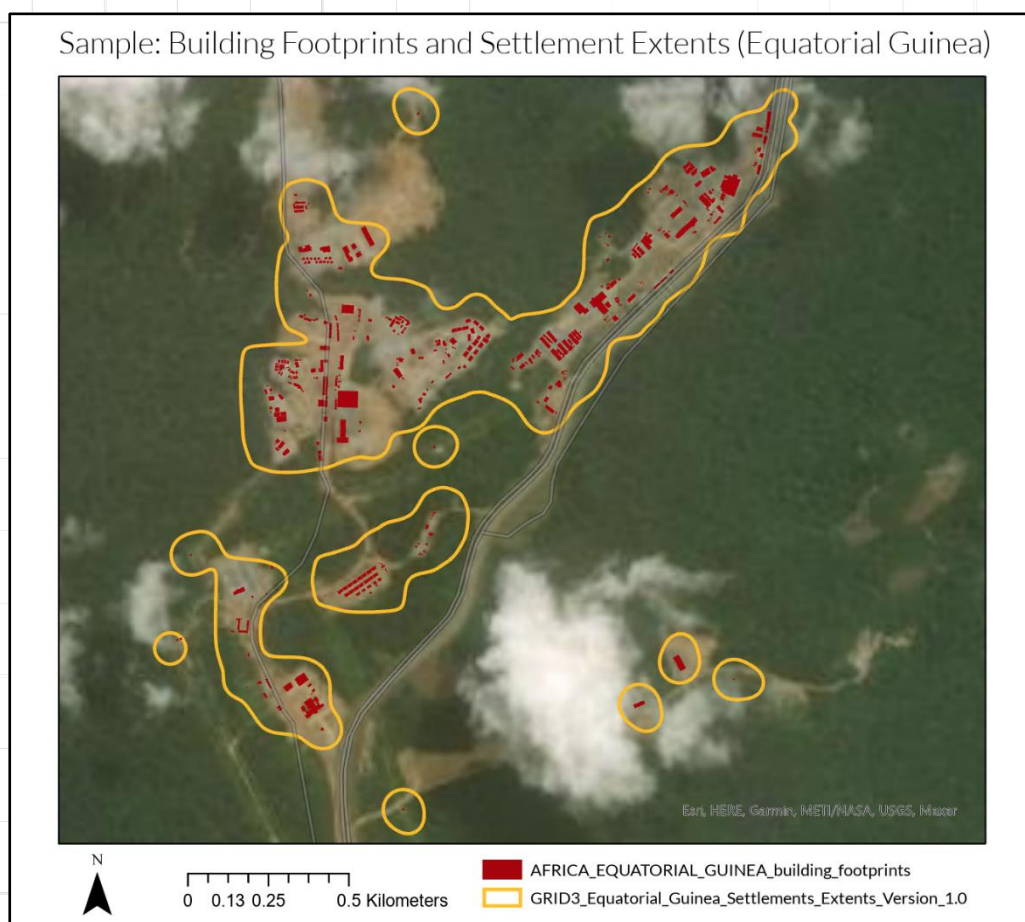 Sample: Building Footprints and Settlement Extents (Equatorial Guinea)
Esri, HERE, Garmin, METI/NASA, USGS, Maxar
N
0 0.13 0.25 0.5 Kilometers
AFRICA_EQUATORIAL_GUINEA_building_footprints
GRID3_Equatorial_Guinea_Settlements_Extents_Version_1.0